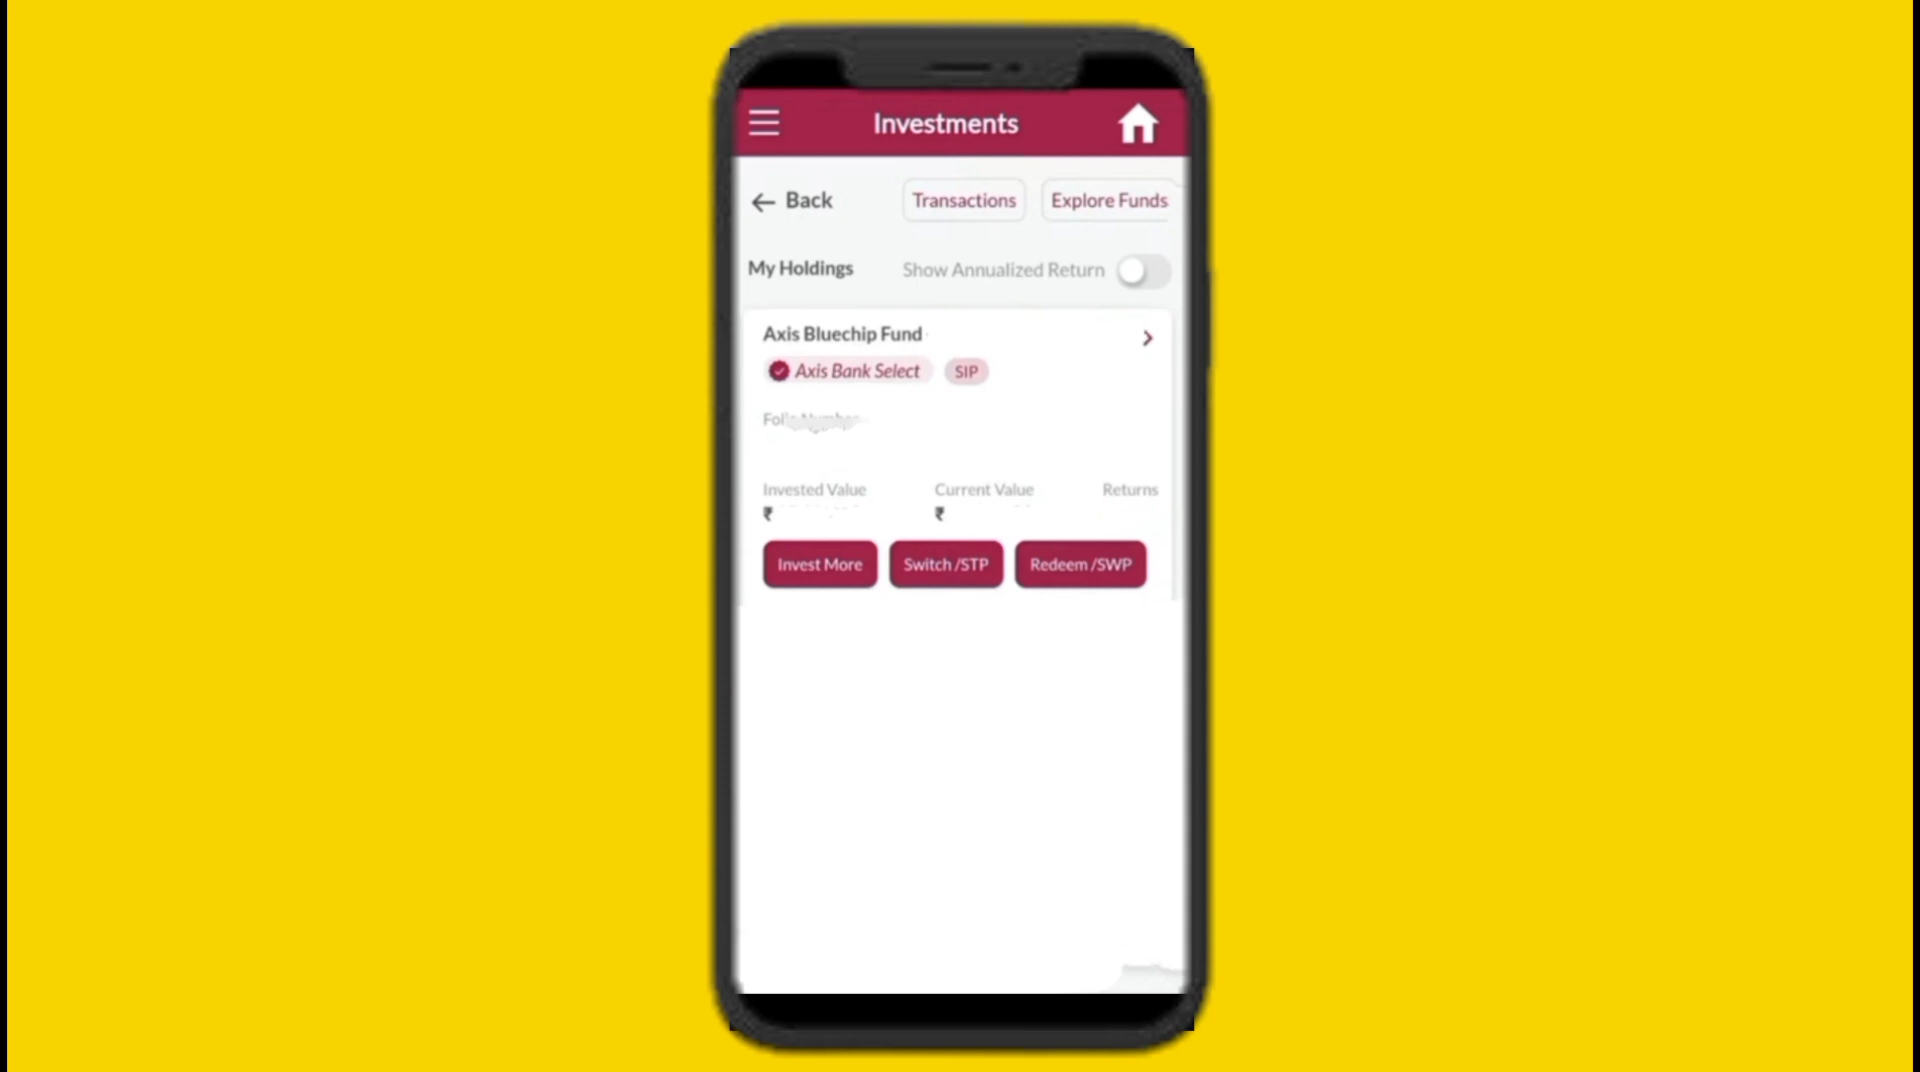 Investments
Back
Transactions
Explore Funds
My Holdings
Show Annualized Return
Axis Bluechip Fund
Axis Bank Select
SIP
Invested Value
Current Value
Returns
₹
₹
Invest More
Switch /STP
Redeem /SWP